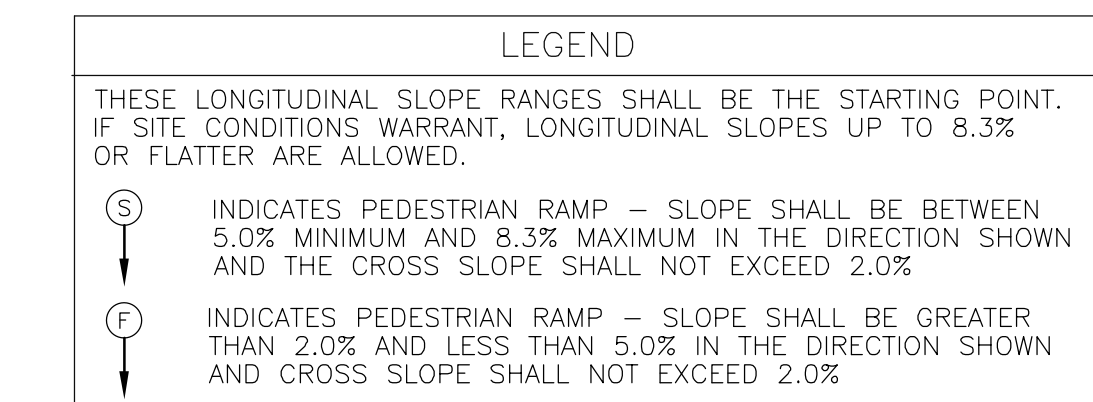 LEGEND
THESE LONGITUDINAL SLOPE RANGES SHALL BE THE STARTING POINT.
IF SITE CONDITIONS WARRANT, LONGITUDINAL SLOPES UP TO 8.3%
OR FLATTER ARE ALLOWED.
S
INDICATES PEDESTRIAN RAMP – SLOPE SHALL BE BETWEEN
5.0% MINIMUM AND 8.3% MAXIMUM IN THE DIRECTION SHOWN
AND THE CROSS SLOPE SHALL NOT EXCEED 2.0%
F
INDICATES PEDESTRIAN RAMP – SLOPE SHALL BE GREATER
THAN 2.0% AND LESS THAN 5.0% IN THE DIRECTION SHOWN
AND CROSS SLOPE SHALL NOT EXCEED 2.0%